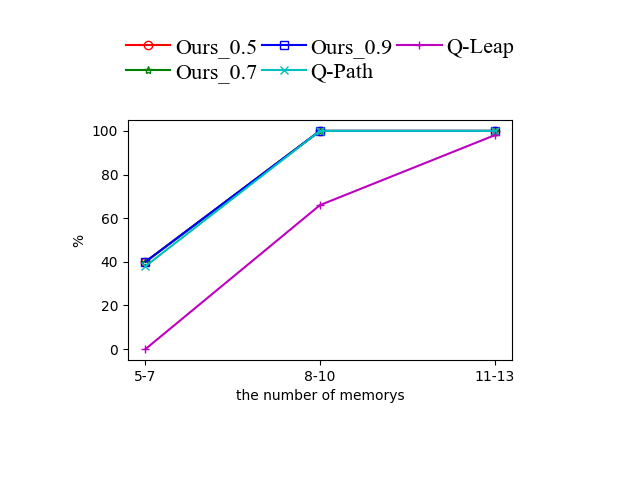 Ours_0.5 Ours_0.9 Q-Leap
Ours_0.7 Q-Path
100
80
60
40
20
0
%
5-7 8-10 11-13
the number of memorys